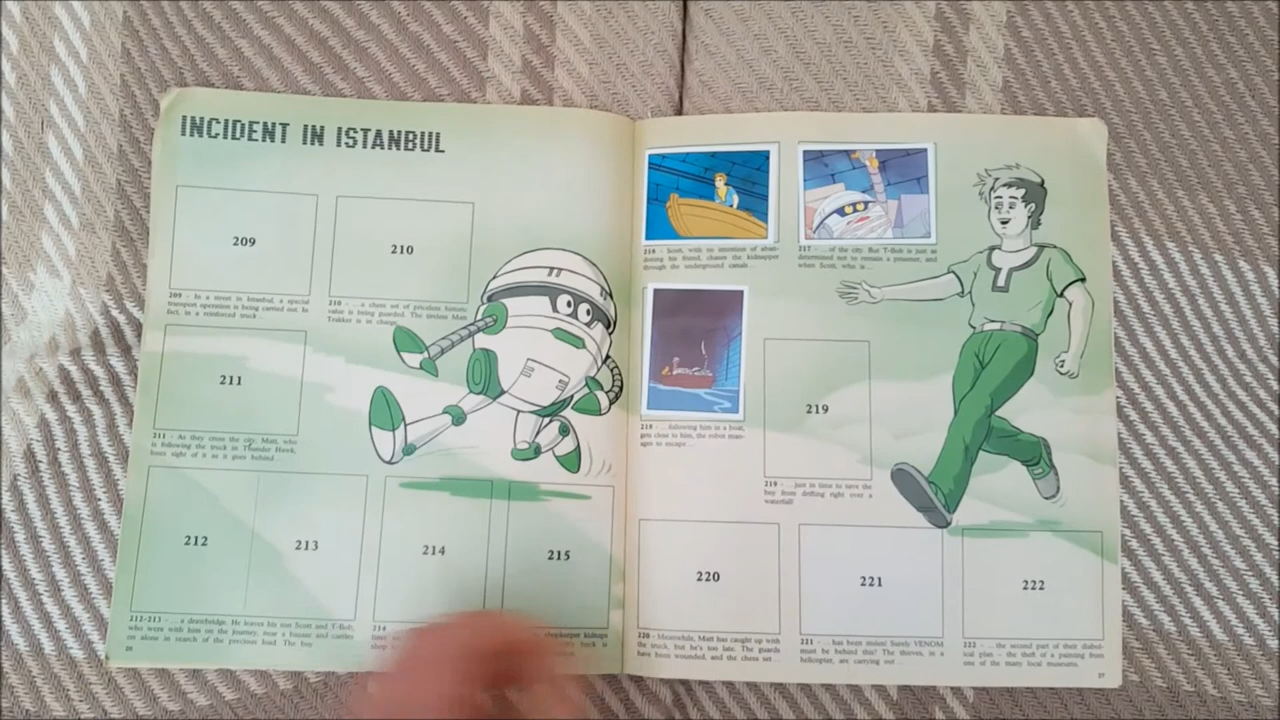 INCIDENT IN ISTANBUL
209
210
209 - In a street in Istanbul, a special
transport operation is being carried out. In
fact, in a reinforced truck...
210 - ...a chess set of priceless historic
value is being guarded. The tireless Matt
Trakker is in charge.
211
211 - As they cross the city, Matt, who
is following the truck in Thunder Hawk,
loses sight of it as it goes behind...
212
213
214
215
212-213 - ...a drawbridge. He leaves his son Scott and T-Bob,
who were with him on the journey, near a bazaar and carries
on alone in search of the precious load. The boy
214
shopkeeper kidnaps
216 - Scott, with no intention of aban-
doning his friend, chases the kidnapper
through the underground canals...
217 - ...of the city. But T-Bob is just as
determined not to remain a prisoner, and
when Scott, who is...
218 - ...following him in a boat,
gets close to him, the robot man-
ages to escape...
219
219 - ...just in time to save the
boy from drifting right over a
waterfall!
220
221
222
220 - Meanwhile, Matt has caught up with
the truck, but he's too late. The guards
have been wounded, and the chess set...
221 - ...has been stolen! Surely VENOM
must be behind this! The thieves, in a
helicopter, are carrying out...
222 - ...the second part of their diabol-
ical plan - the theft of a painting from
one of the many local museums.
27